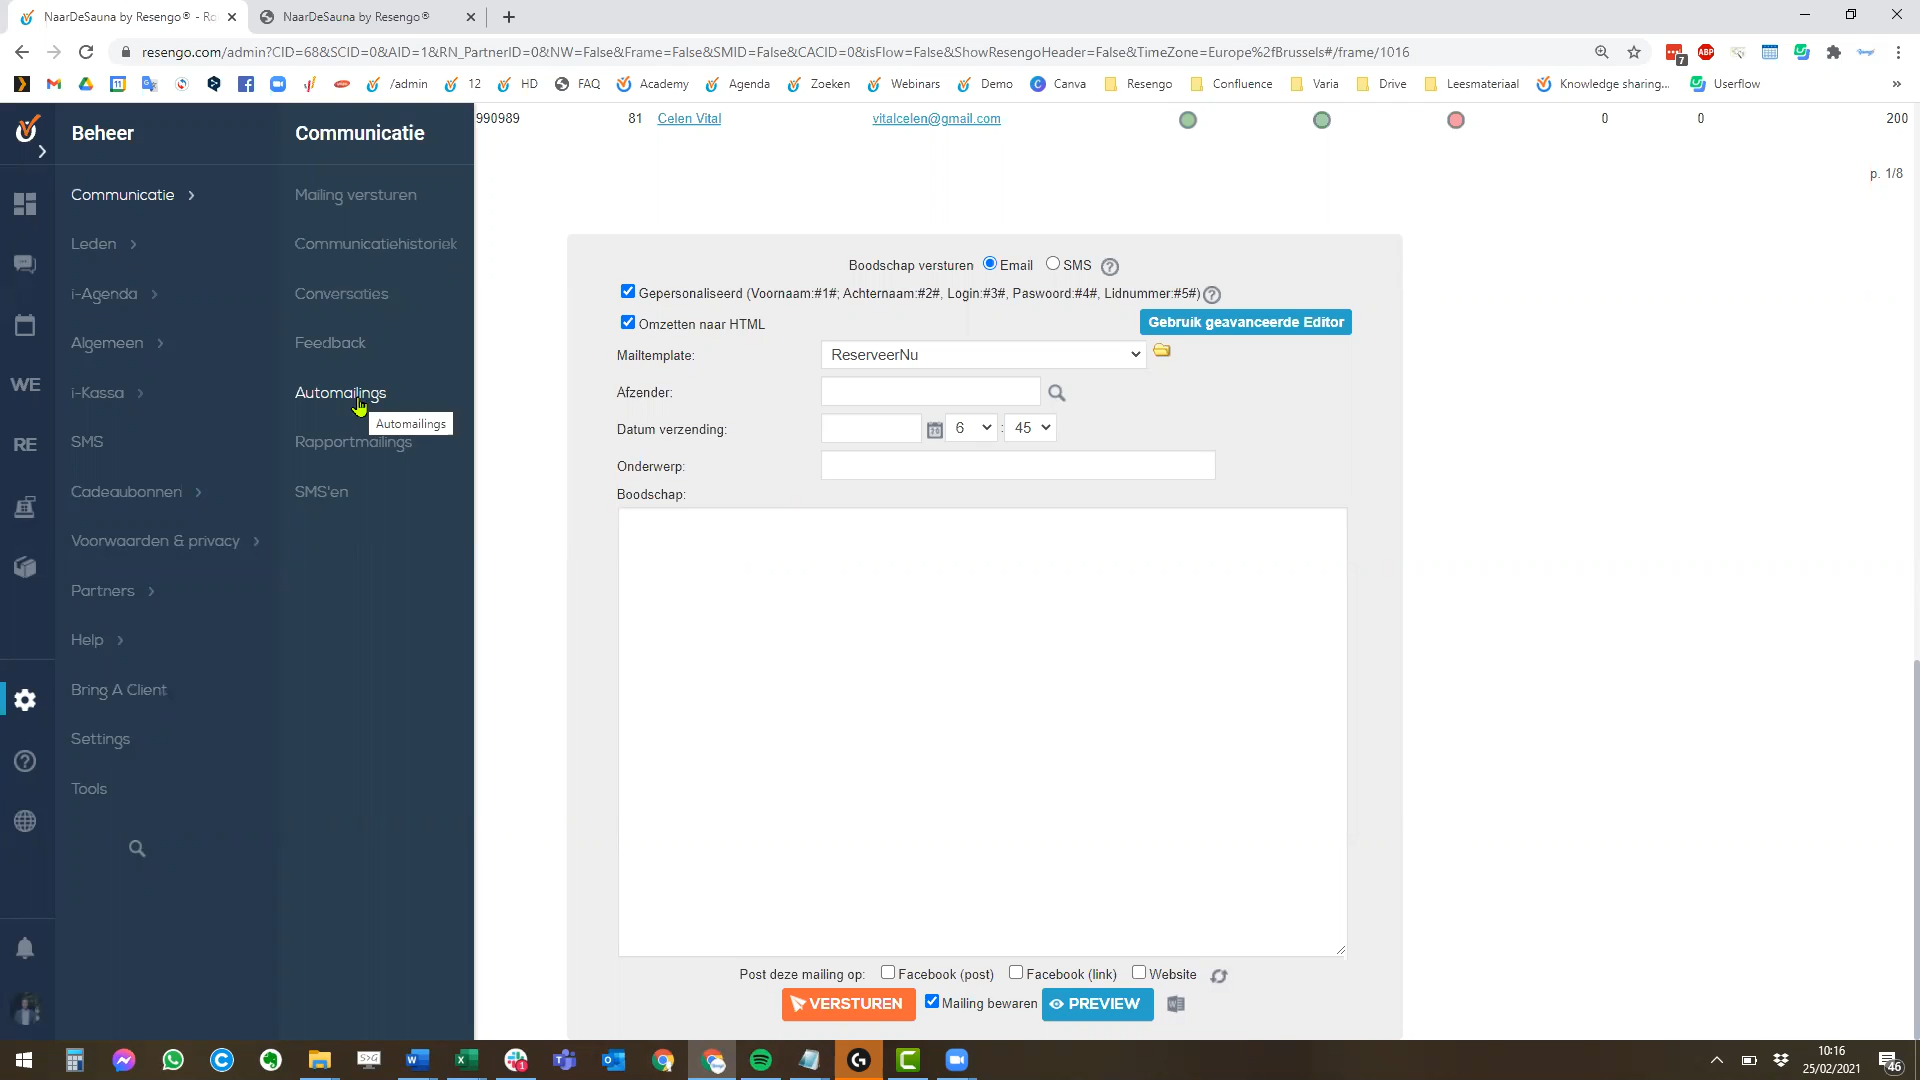 NaarDeSauna by Resengo® - Ro
NaarDeSauna by Resengo®
resengo.com/admin?CID=68&SCID=0&AID=1&RN_PartnerID=0&NW=False&Frame=False&SMID=False&CACID=0&isFlow=False&ShowResengoHeader=False&TimeZone=Europe%2fBrussels#/frame/1016
7
ABP
/admin
12
HD
FAQ
Academy
Agenda
Zoeken
Webinars
Demo
Canva
Resengo
Confluence
Varia
Drive
Leesmateriaal
Knowledge sharing...
Userflow
»
Beheer
Communicatie
990989 81 Celen Vital vitalcelen@gmail.com 0 0 200
p. 1/8
Communicatie
Leden
i-Agenda
Algemeen
i-Kassa
SMS
Cadeaubonnen
Voorwaarden & privacy
Partners
Help
Bring A Client
Settings
Tools
WE
RE
Mailing versturen
Communicatiehistoriek
Conversaties
Feedback
Automailings
Automailings
Rapportmailings
SMS'en
Boodschap versturen Email SMS
Gepersonaliseerd (Voornaam:#1#; Achternaam:#2#, Login:#3#, Paswoord:#4#, Lidnummer:#5#)
Omzetten naar HTML
Gebruik geavanceerde Editor
Mailtemplate: ReserveerNu
Afzender:
Datum verzending: 6 : 45
Onderwerp:
Boodschap:
Post deze mailing op: Facebook (post) Facebook (link) Website
VERSTUREN Mailing bewaren PREVIEW
10:16
25/02/2021
46